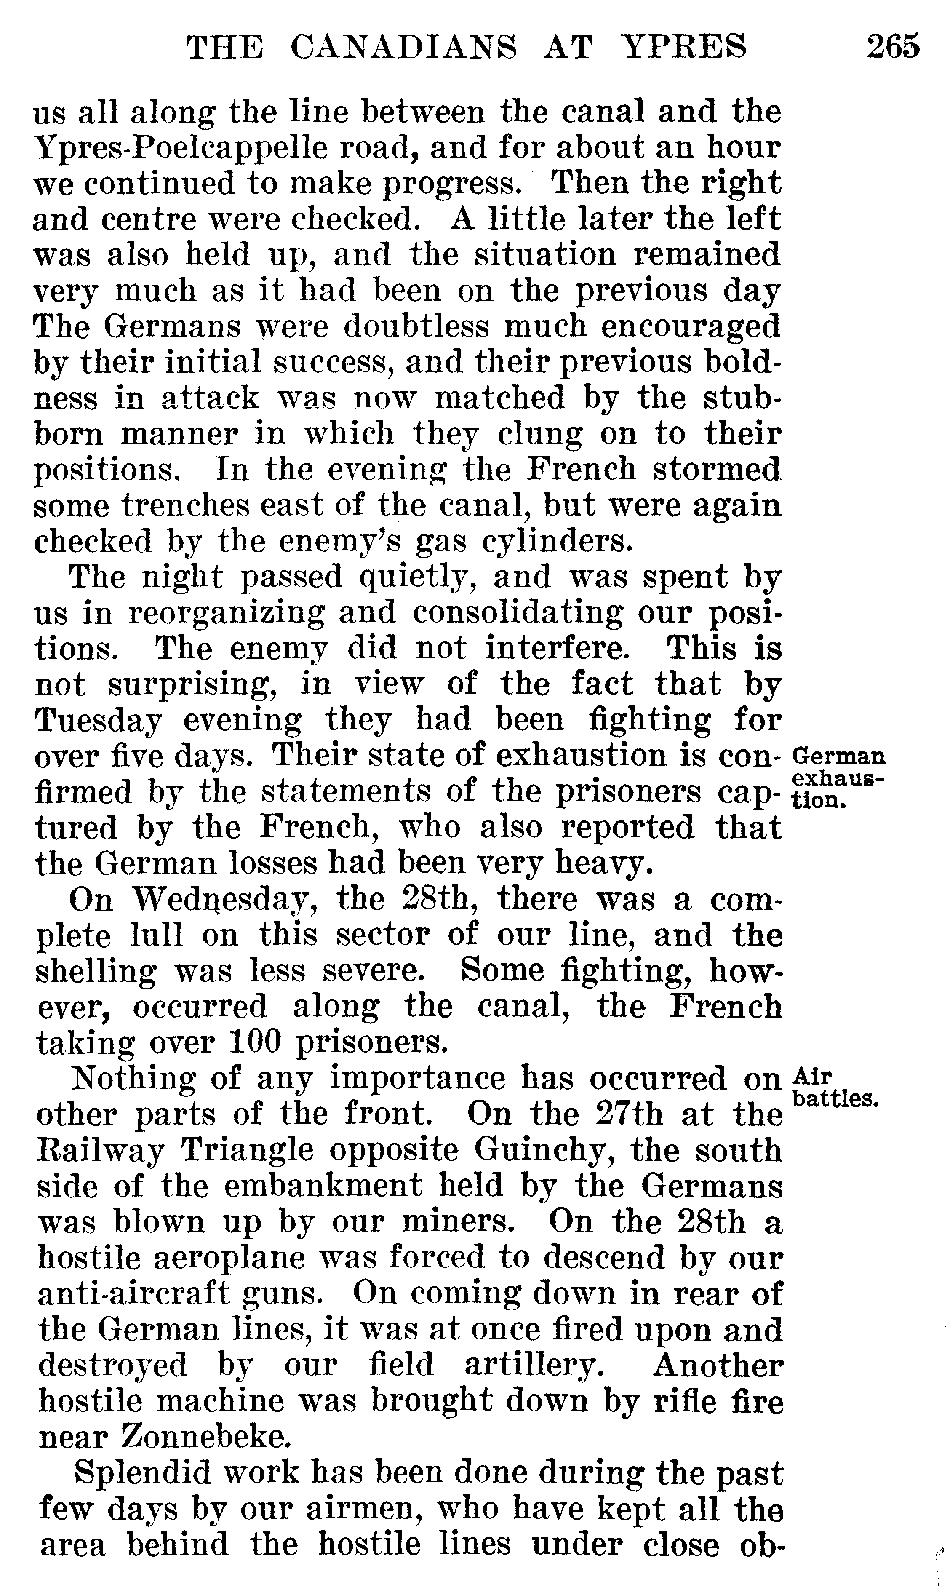 THE CANADIANS AT YPRES 265
us all along the line between the canal and the
Ypres-Poelcappelle road, and for about an hour
we continued to make progress. Then the right
and centre were checked. A little later the left
was also held up, and the situation remained
very much as it had been on the previous day
The Germans were doubtless much encouraged
by their initial success, and their previous bold-
ness in attack was now matched by the stub-
born manner in which they clung on to their
positions. In the evening the French stormed
some trenches east of the canal, but were again
checked by the enemy's gas cylinders.
The night passed quietly, and was spent by
us in reorganizing and consolidating our posi-
tions. The enemy did not interfere. This is
not surprising, in view of the fact that by
Tuesday evening they had been fighting for
over five days. Their state of exhaustion is con-
German
firmed by the statements of the prisoners cap-
exhaus-
tion.
tured by the French, who also reported that
the German losses had been very heavy.
On Wednesday, the 28th, there was a com-
plete lull on this sector of our line, and the
shelling was less severe. Some fighting, how-
ever, occurred along the canal, the French
taking over 100 prisoners.
Nothing of any importance has occurred on
Air
other parts of the front. On the 27th at the
battles.
Railway Triangle opposite Guinchy, the south
side of the embankment held by the Germans
was blown up by our miners. On the 28th a
hostile aeroplane was forced to descend by our
anti-aircraft guns. On coming down in rear of
the German lines, it was at once fired upon and
destroyed by our field artillery. Another
hostile machine was brought down by rifle fire
near Zonnebeke.
Splendid work has been done during the past
few days by our airmen, who have kept all the
area behind the hostile lines under close ob-